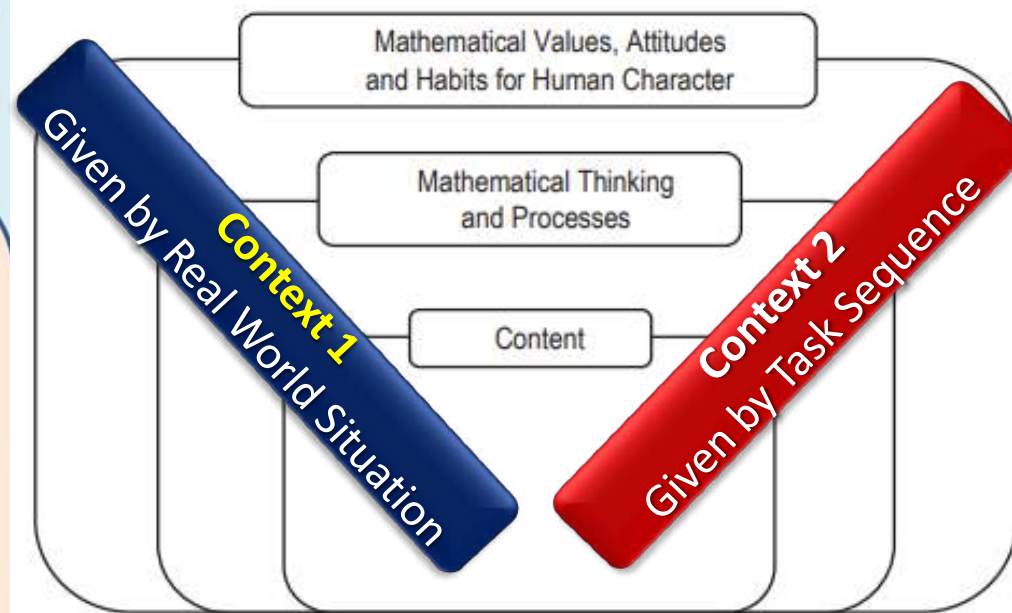 Mathematical Values, Attitudes
and Habits for Human Character
Mathematical Thinking
and Processes
Content
Context 1
Given by Real World Situation
Context 2
Given by Task Sequence